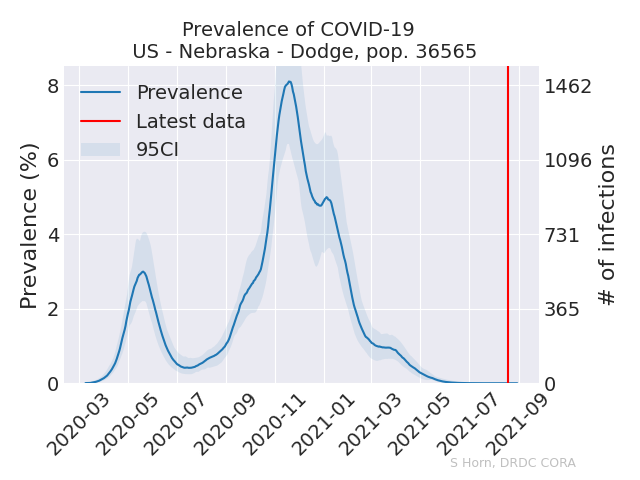 Prevalence of COVID-19
US - Nebraska - Dodge, pop. 36565
Prevalence
Latest data
95CI
Prevalence (%)
8
6
4
2
0
1462
1096
731
365
0
# of infections
2020-03
2020-05
2020-07
2020-09
2020-11
2021-01
2021-03
2021-05
2021-07
2021-09
S Horn, DRDC CORA